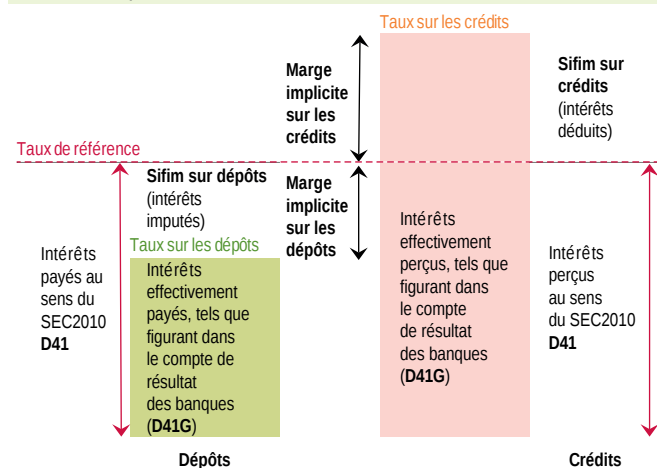 Taux sur les crédits
Marge
implicite
sur les
crédits
Sifim sur
crédits
(intérêts
déduits)
Taux de référence
Sifim sur dépôts
(intérêts
imputés)
Marge
implicite
sur les
dépôts
Taux sur les dépôts
Intérêts
payés au
sens du
SEC2010
D41
Intérêts
effectivement
payés, tels que
figurant dans
le compte de
résultat
des banques
(D41G)
Intérêts
effectivement
perçus, tels que
figurant dans
le compte
de résultat
des banques
(D41G)
Intérêts
perçus
au sens
du SEC2010
D41
Dépôts
Crédits